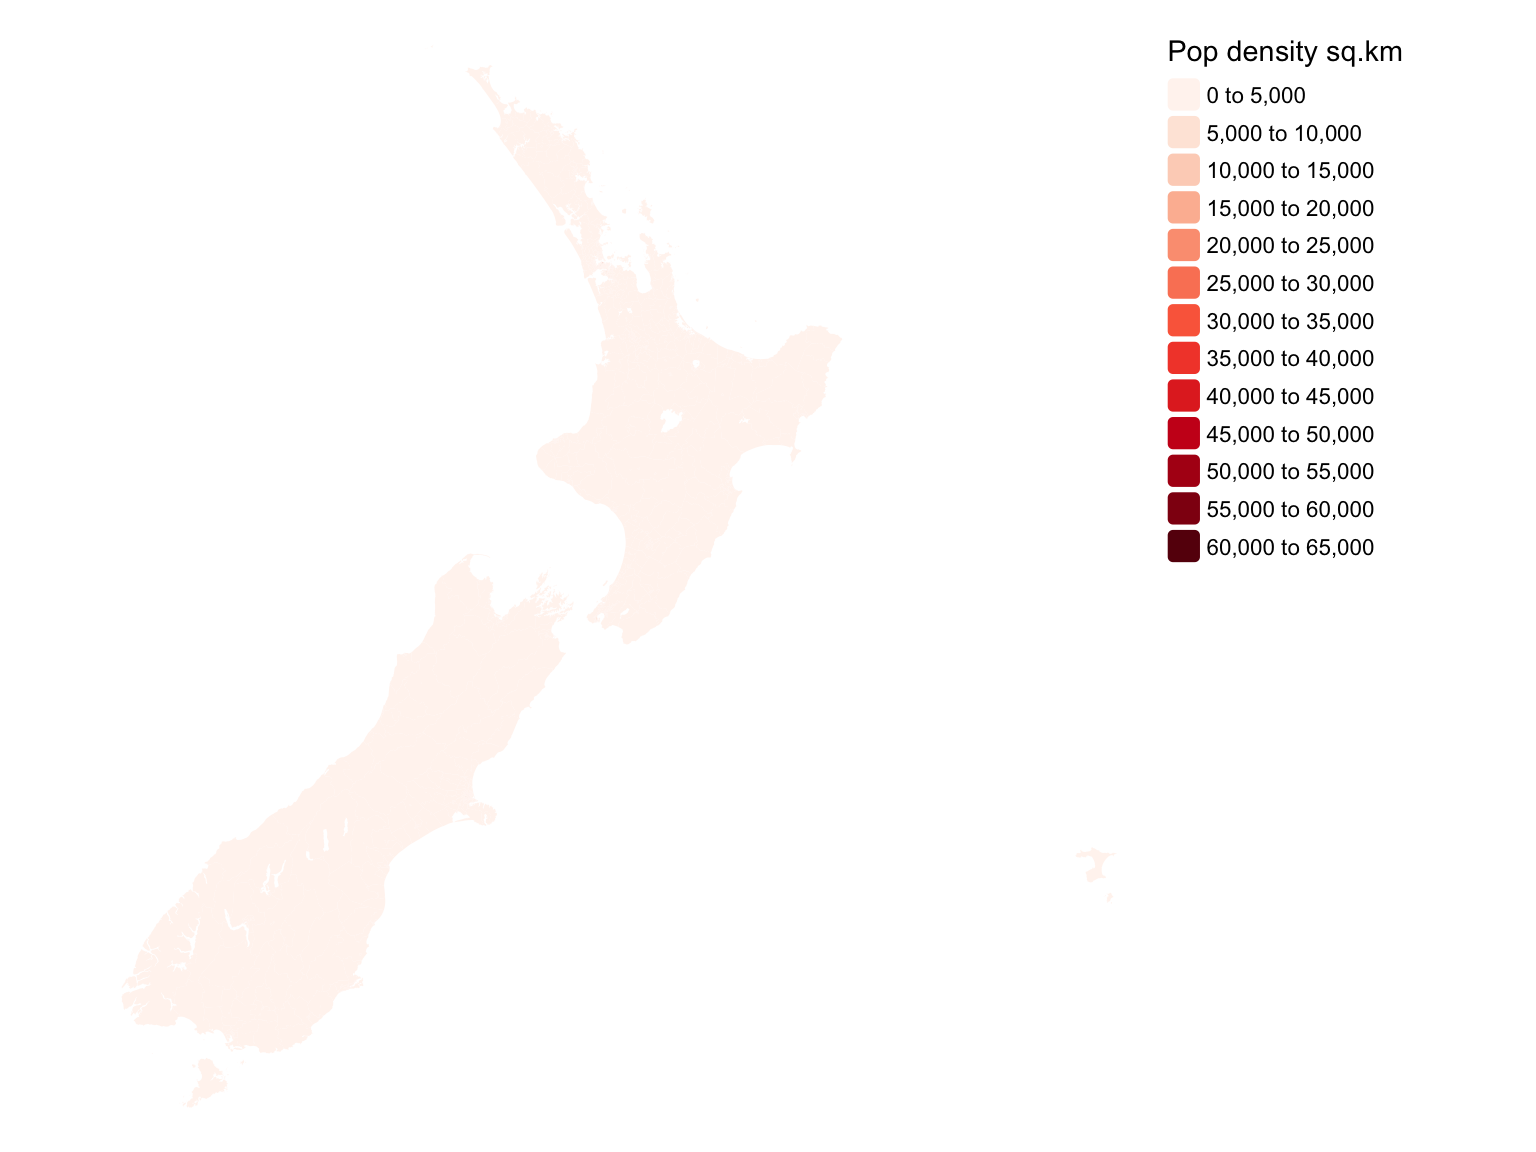 Pop density sq.km
0 to 5,000
5,000 to 10,000
10,000 to 15,000
15,000 to 20,000
20,000 to 25,000
25,000 to 30,000
30,000 to 35,000
35,000 to 40,000
40,000 to 45,000
45,000 to 50,000
50,000 to 55,000
55,000 to 60,000
60,000 to 65,000